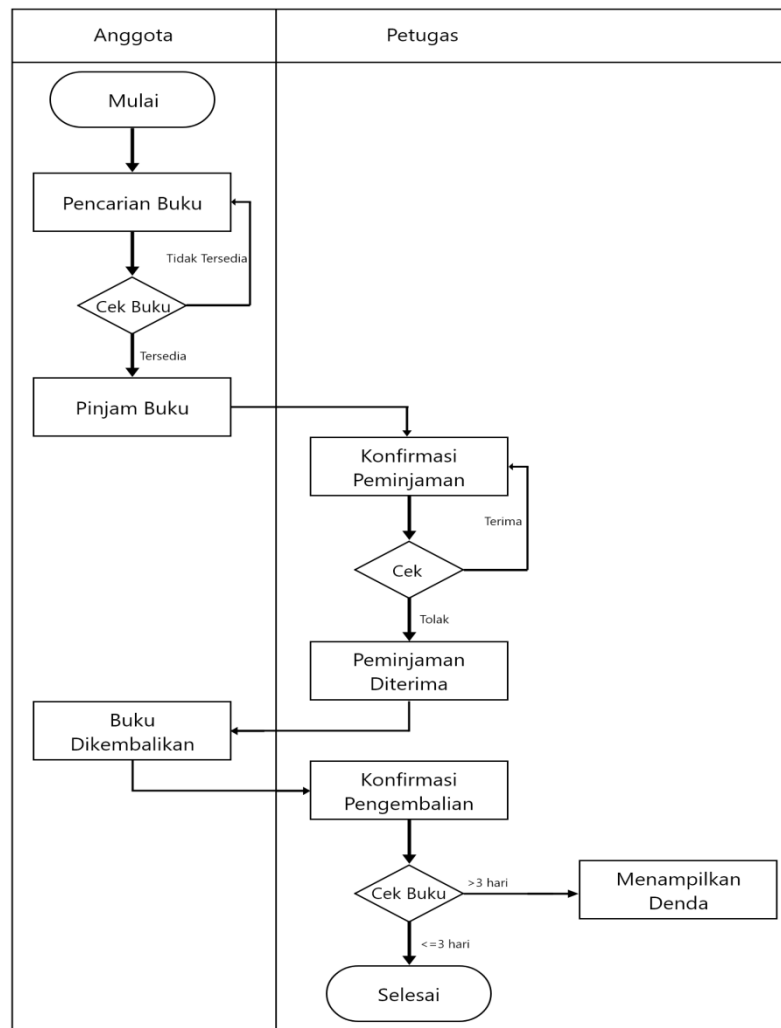 Anggota
Petugas
Mulai
Pencarian Buku
Tidak Tersedia
Cek Buku
Tersedia
Pinjam Buku
Konfirmasi
Peminjaman
Terima
Cek
Tolak
Peminjaman
Diterima
Buku
Dikembalikan
Konfirmasi
Pengembalian
Cek Buku
>3 hari
Menampilkan
Denda
<=3 hari
Selesai